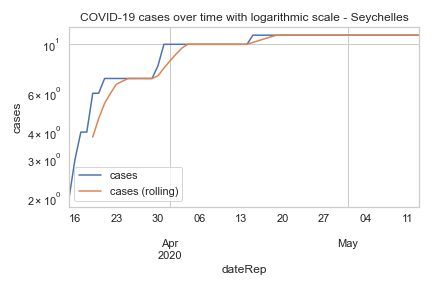 COVID-19 cases over time with logarithmic scale - Seychelles
cases
10¹
6 × 10⁰
4 × 10⁰
3 × 10⁰
2 × 10⁰
cases
cases (rolling)
16 23 30 06 13 20 27 04 11
Apr May
2020
dateRep